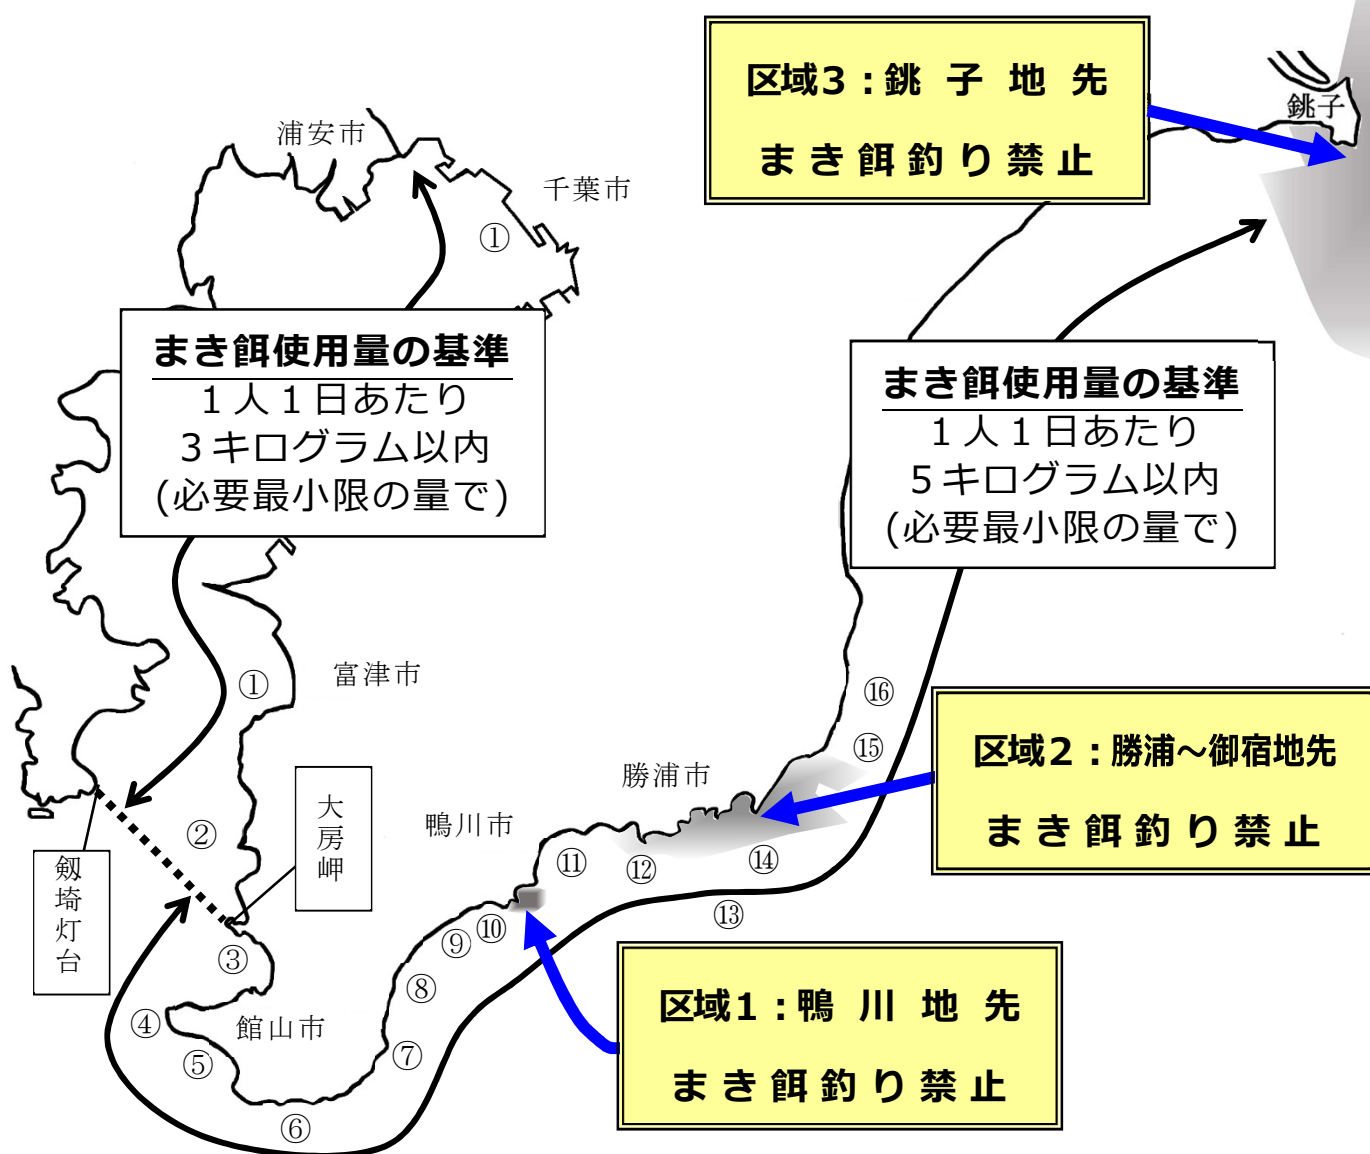 区域3：銚子地先
まき餌釣り禁止
銚子
浦安市
千葉市
①
まき餌使用量の基準
１人１日あたり
３キログラム以内
(必要最小限の量で)
まき餌使用量の基準
１人１日あたり
５キログラム以内
(必要最小限の量で)
①
富津市
⑯
⑮
区域2：勝浦～御宿地先
まき餌釣り禁止
勝浦市
大房岬
鴨川市
②
剱埼灯台
⑪
⑫
⑭
⑬
⑩
⑨
③
⑧
区域1：鴨川地先
まき餌釣り禁止
④
館山市
⑤
⑦
⑥